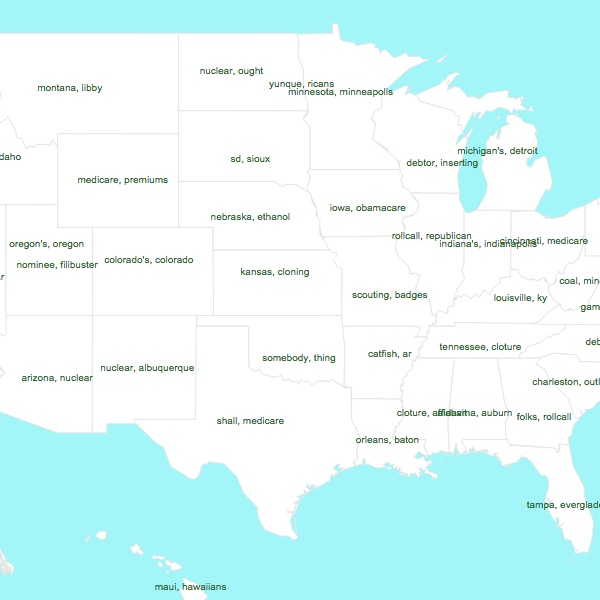 nuclear, ought
montana, libby
yunque, ricans
minnesota, minneapolis
michigan's, detroit
daho
sd, sioux
debtor, inserting
medicare, premiums
iowa, obamacare
nebraska, ethanol
rollcall, republican
oregon's, oregon
indiana's, indianapolis
cincinnati, medicare
colorado's, colorado
nominee, filibuster
kansas, cloning
r
coal, min
scouting, badges
louisville, ky
gam
deb
tennessee, cloture
catfish, ar
somebody, thing
nuclear, albuquerque
arizona, nuclear
charleston, outl
cloture,
auburn
folks, rollcall
shall, medicare
orleans, baton
tampa, everglade
maui, hawaiians